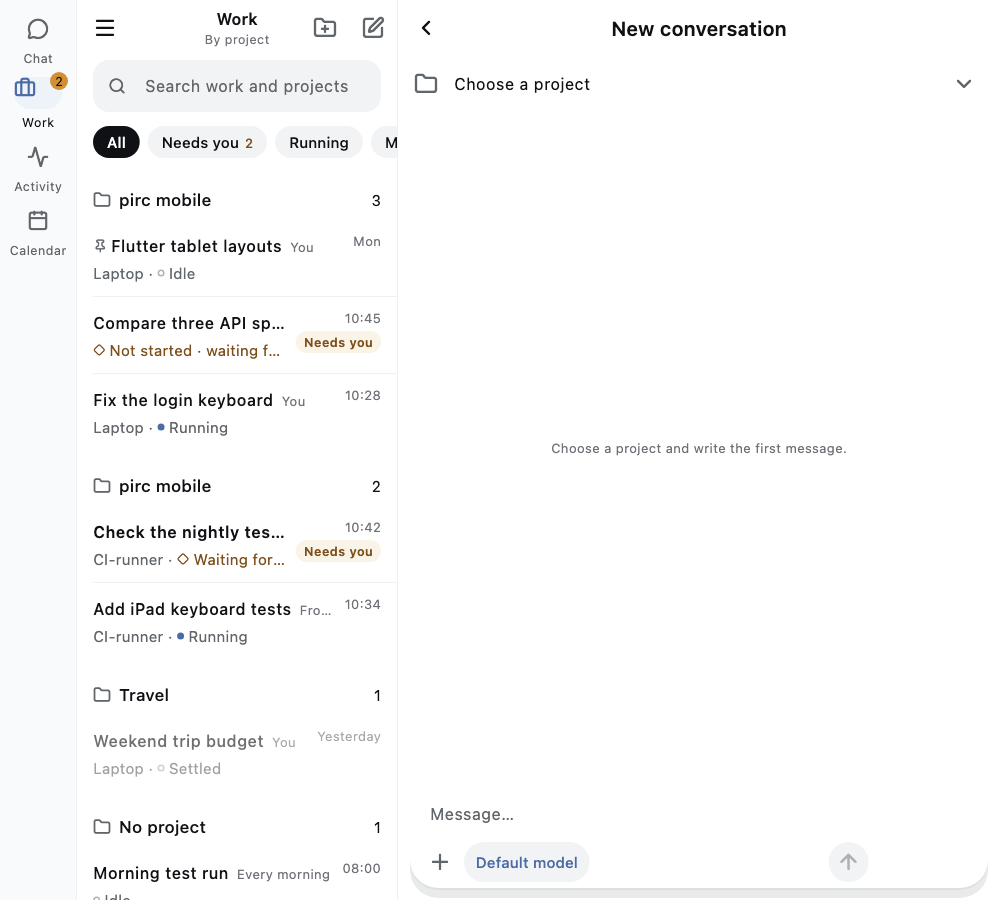 Chat
2
Work
Activity
Calendar
Work
By project
Search work and projects
All
Needs you 2
Running
M
pirc mobile 3
Flutter tablet layouts You Mon
Laptop · Idle
Compare three API sp... 10:45
Not started · waiting f... Needs you
Fix the login keyboard You 10:28
Laptop · Running
pirc mobile 2
Check the nightly tes... 10:42
CI-runner · Waiting for... Needs you
Add iPad keyboard tests Fro... 10:34
CI-runner · Running
Travel 1
Weekend trip budget You Yesterday
Laptop · Settled
No project 1
Morning test run Every morning 08:00
Idle
New conversation
Choose a project
Choose a project and write the first message.
Message...
Default model